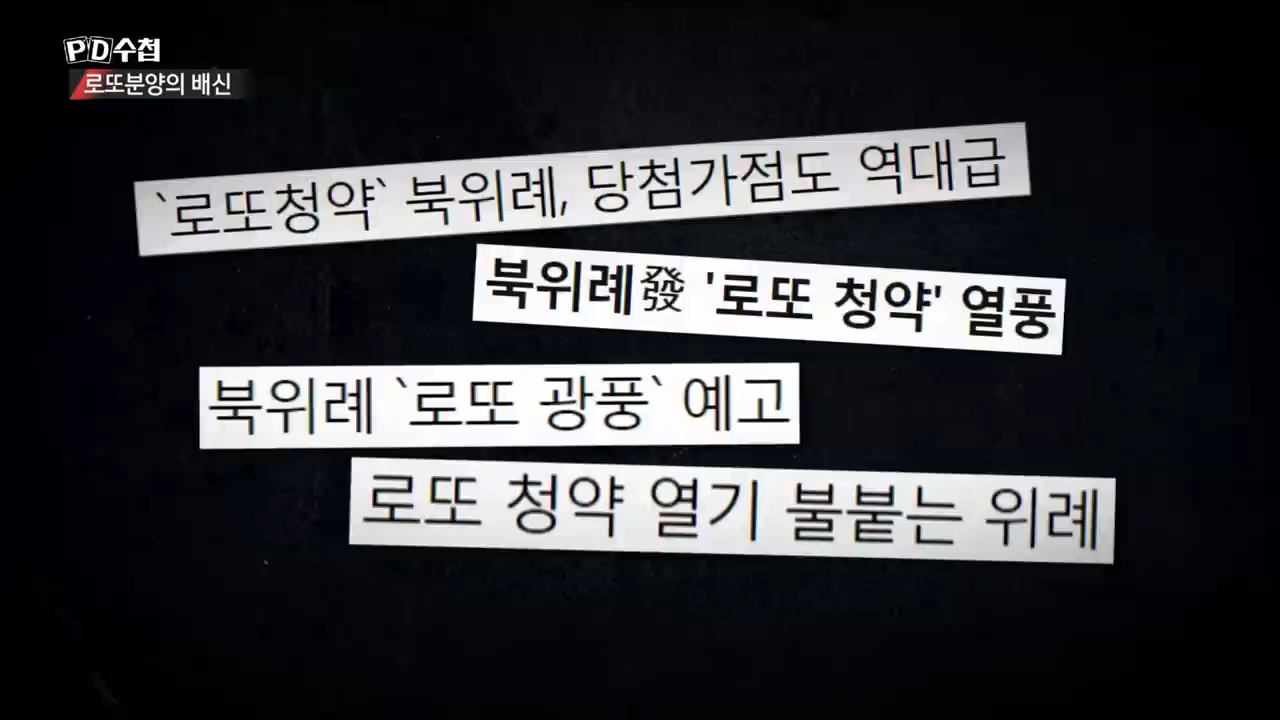 PD수첩
로또분양의 배신
`로또청약` 북위례, 당첨가점도 역대급
북위례發 '로또 청약' 열풍
북위례 `로또 광풍` 예고
로또 청약 열기 불붙는 위례